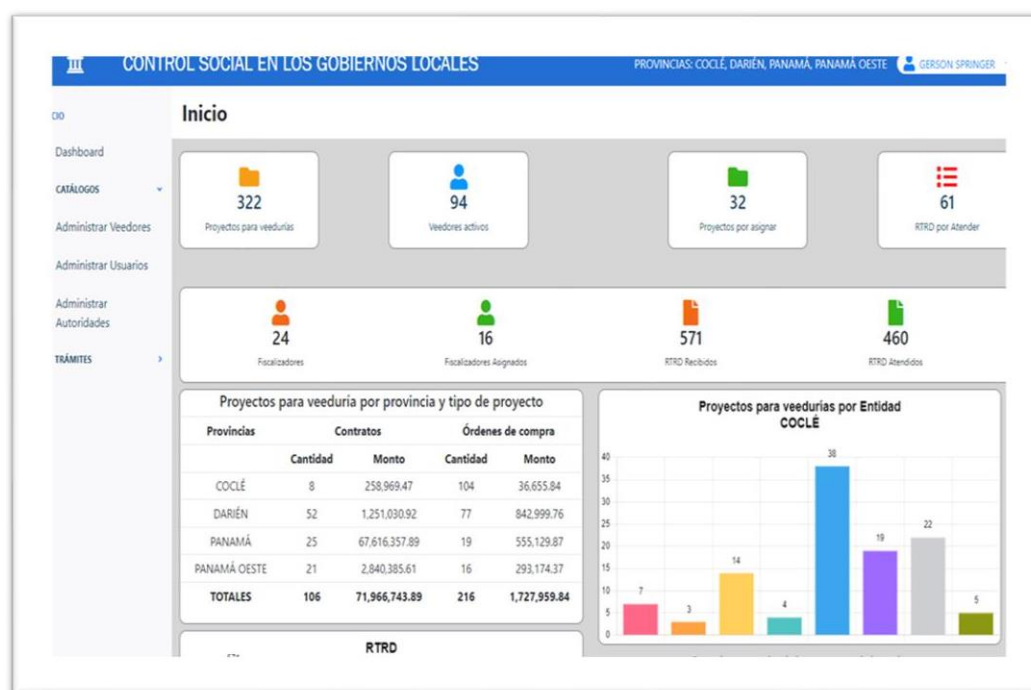 CONTROL SOCIAL EN LOS GOBIERNOS LOCALES
PROVINCIAS: COCLÉ, DARIÉN, PANAMÁ, PANAMÁ OESTE
GERSON SPRINGER
CIO
Dashboard
CATÁLOGOS
Administrar Veedores
Administrar Usuarios
Administrar
Autoridades
TRÁMITES
Inicio
322
Proyectos para veedurías
94
Veedores activos
32
Proyectos por asignar
61
RTRD por Atender
24
Fiscalizadores
16
Fiscalizadores Asignados
571
RTRD Recibidos
460
RTRD Atendidos
Proyectos para veeduría por provincia y tipo de proyecto
Provincias Contratos Órdenes de compra
Cantidad Monto Cantidad Monto
COCLÉ 8 258,969.47 104 36,655.84
DARIÉN 52 1,251,030.92 77 842,999.76
PANAMÁ 25 67,616,357.89 19 555,129.87
PANAMÁ OESTE 21 2,840,385.61 16 293,174.37
TOTALES 106 71,966,743.89 216 1,727,959.84
RTRD
Proyectos para veedurías por Entidad
COCLÉ
40
35
30
25
20
15
10
5
0
7 3 14 4 38 19 22 5